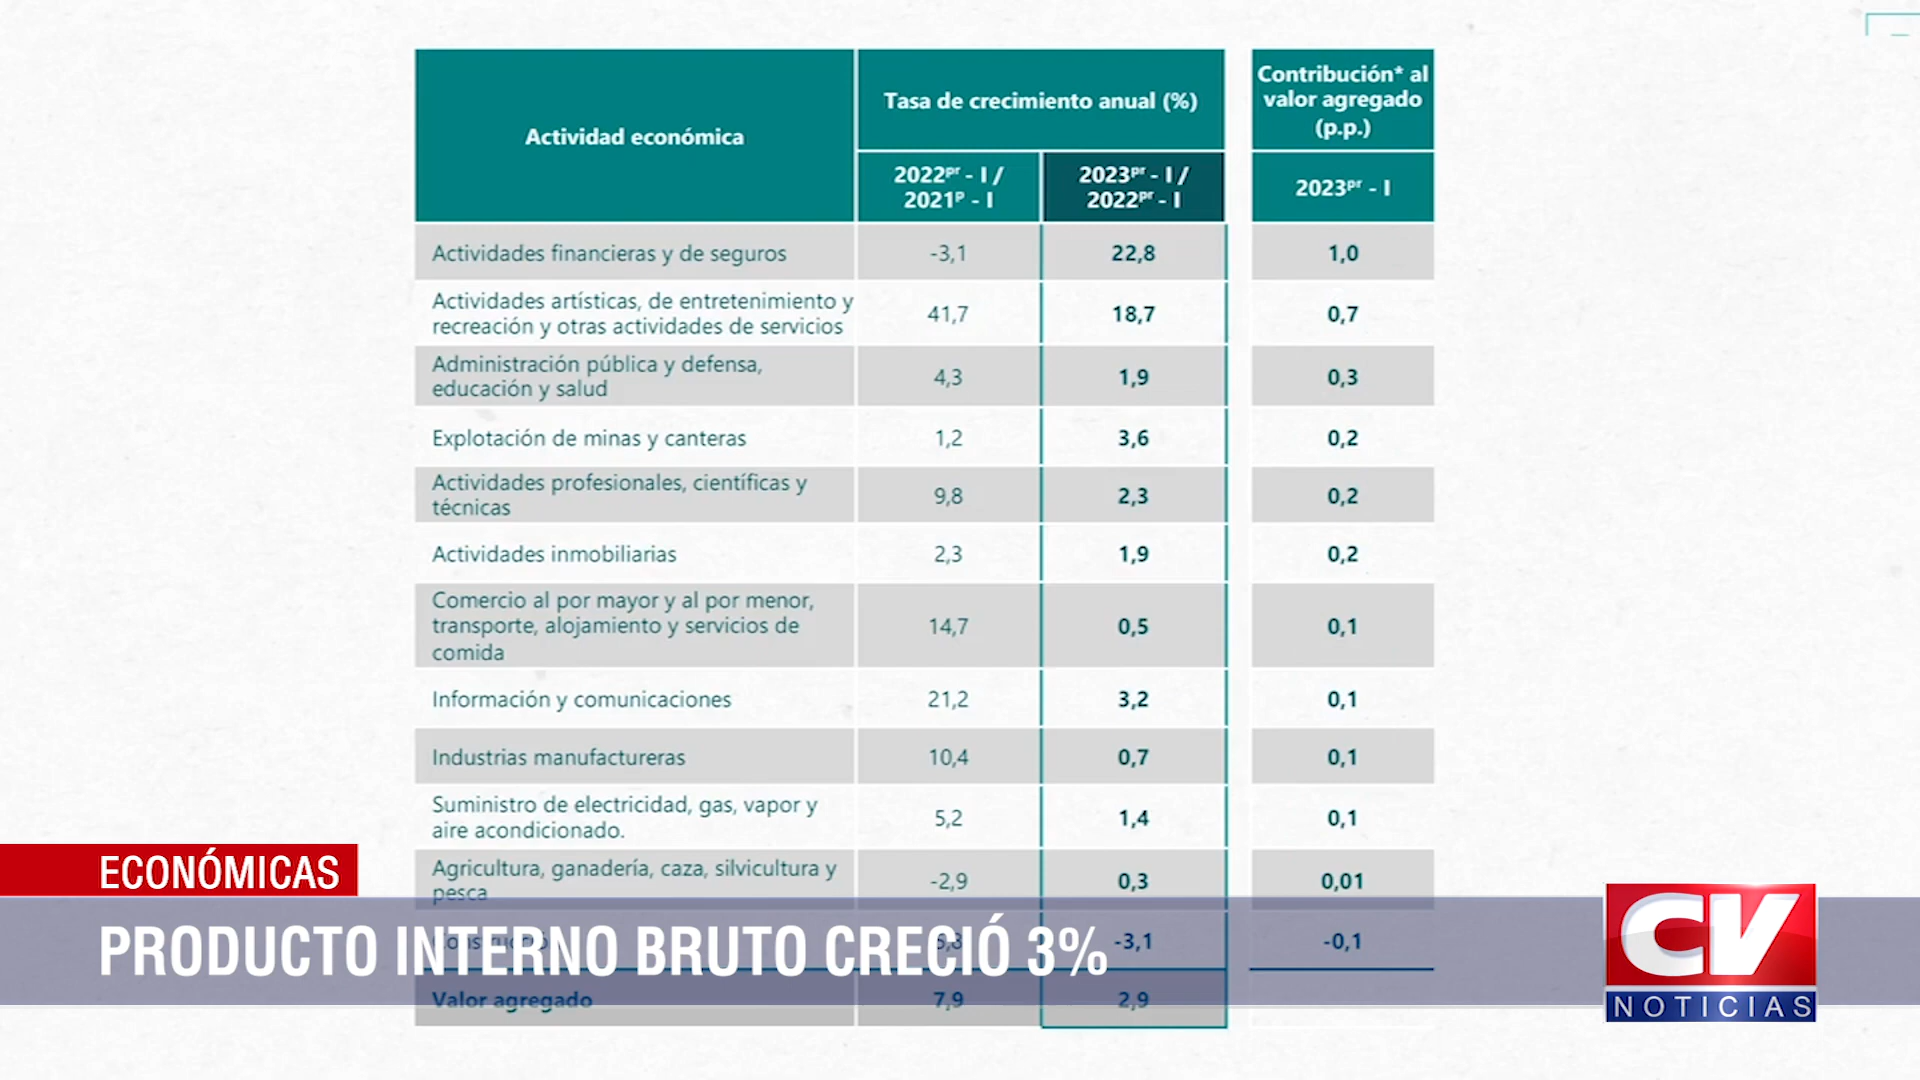 Actividad económica
Tasa de crecimiento anual (%)
Contribución* al
valor agregado
(p.p.)
2022ᵖʳ - I /
2021ᵖ - I
2023ᵖʳ - I /
2022ᵖʳ - I
2023ᵖʳ - I
Actividades financieras y de seguros -3,1 22,8 1,0
Actividades artísticas, de entretenimiento y
recreación y otras actividades de servicios 41,7 18,7 0,7
Administración pública y defensa,
educación y salud 4,3 1,9 0,3
Explotación de minas y canteras 1,2 3,6 0,2
Actividades profesionales, científicas y
técnicas 9,8 2,3 0,2
Actividades inmobiliarias 2,3 1,9 0,2
Comercio al por mayor y al por menor,
transporte, alojamiento y servicios de
comida 14,7 0,5 0,1
Información y comunicaciones 21,2 3,2 0,1
Industrias manufactureras 10,4 0,7 0,1
Suministro de electricidad, gas, vapor y
aire acondicionado. 5,2 1,4 0,1
Agricultura, ganadería, caza, silvicultura y
pesca -2,9 0,3 0,01
-3,1 -0,1
Valor agregado 7,9 2,9
ECONÓMICAS
PRODUCTO INTERNO BRUTO CRECIÓ 3%
CV
NOTICIAS